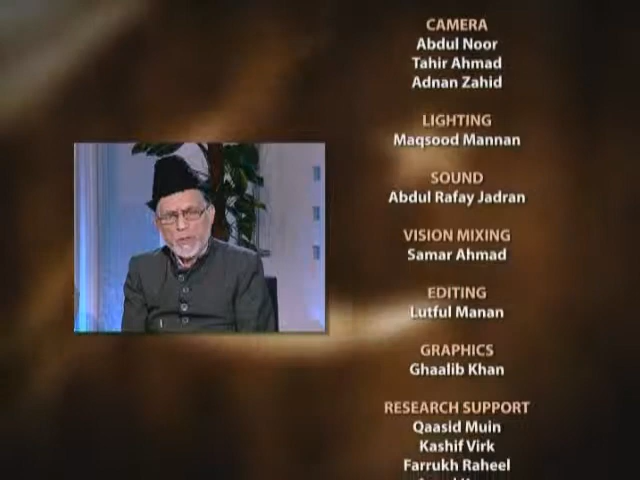 CAMERA
Abdul Noor
Tahir Ahmad
Adnan Zahid
LIGHTING
Maqsood Mannan
SOUND
Abdul Rafay Jadran
VISION MIXING
Samar Ahmad
EDITING
Lutful Manan
GRAPHICS
Ghaalib Khan
RESEARCH SUPPORT
Qaasid Muin
Kashif Virk
Farrukh Raheel